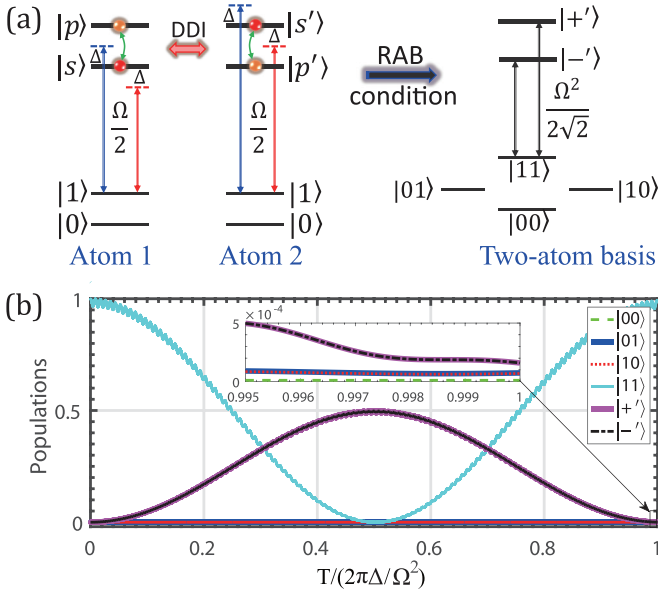 (a)
|p⟩ Δ DDI Δ |s′⟩ Δ |+′⟩
Δ |s⟩ Δ |p′⟩ RAB |−′⟩
condition
Ω/2 Ω/2 Ω²/2√2
|1⟩ |1⟩ |01⟩ |11⟩ |10⟩
|0⟩ |0⟩ |00⟩
Atom 1 Atom 2 Two-atom basis
(b)
Populations
1
0.5
0
× 10⁻⁴
5
0
0.995 0.996 0.997 0.998 0.999 1
|00⟩
|01⟩
|10⟩
|11⟩
|+′⟩
|−′⟩
0 0.2 0.4 0.6 0.8 1
T/(2πΔ/Ω²)